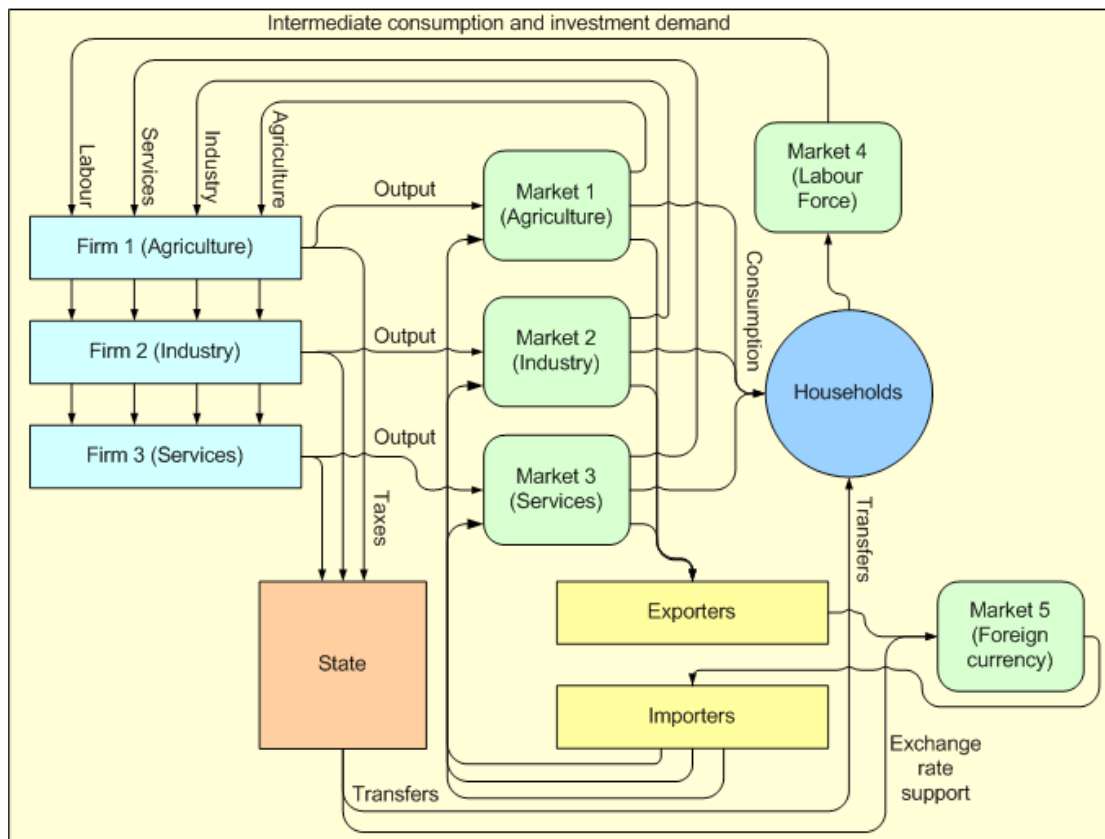 Intermediate consumption and investment demand
Labour
Services
Industry
Agriculture
Firm 1 (Agriculture)
Firm 2 (Industry)
Firm 3 (Services)
Output
Output
Output
Taxes
Market 1
(Agriculture)
Market 2
(Industry)
Market 3
(Services)
Consumption
Market 4
(Labour
Force)
Households
Transfers
State
Exporters
Importers
Market 5
(Foreign
currency)
Exchange
rate
support
Transfers